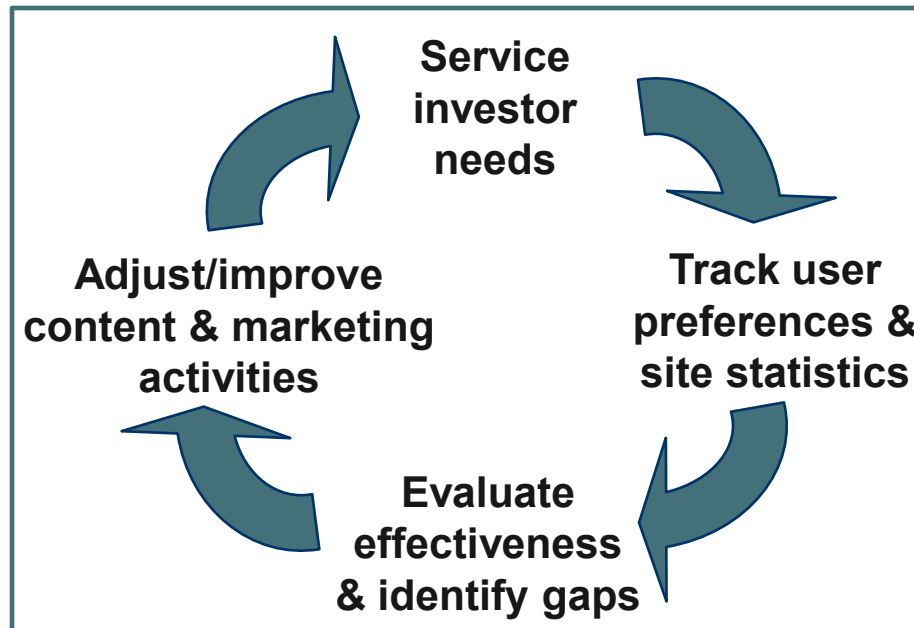 Service
investor
needs
Track user
preferences &
site statistics
Evaluate
effectiveness
& identify gaps
Adjust/improve
content & marketing
activities